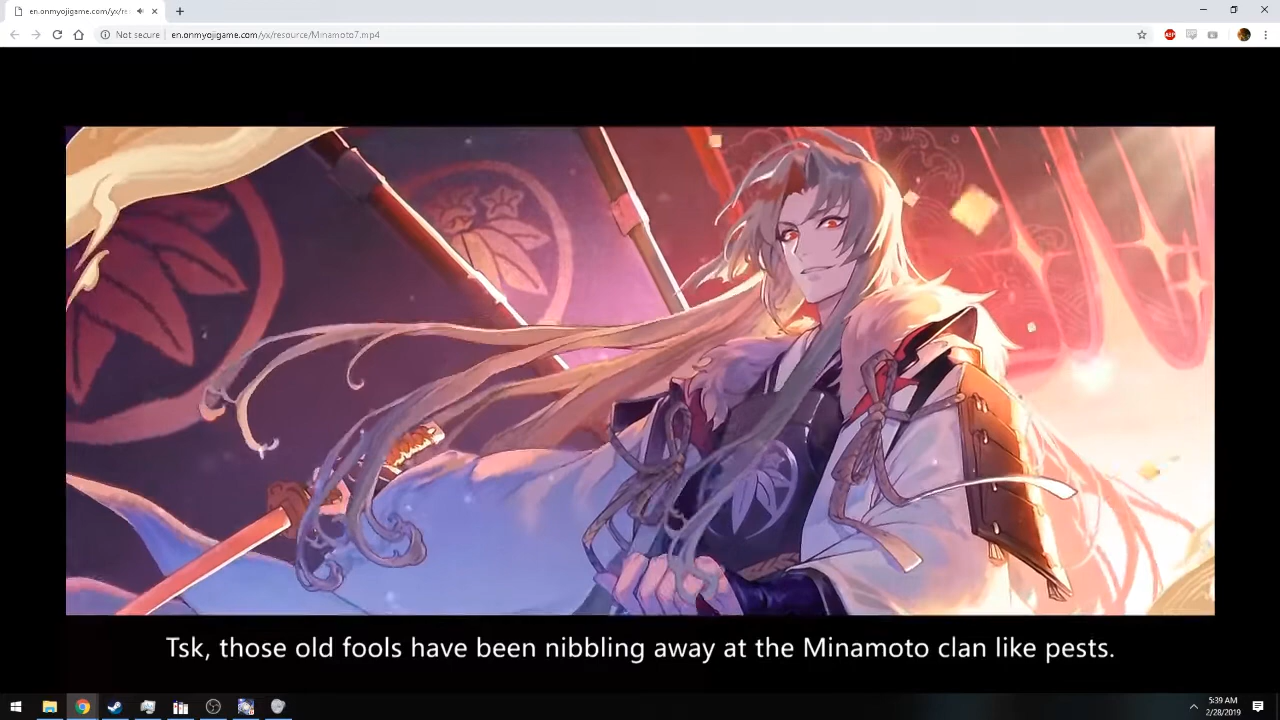 en.onmyojigame.com/yx/re
Not secure
en.onmyojigame.com/yx/resource/Minamoto7.mp4
ABP
Tsk, those old fools have been nibbling away at the Minamoto clan like pests.
5:39 AM
2/28/2019